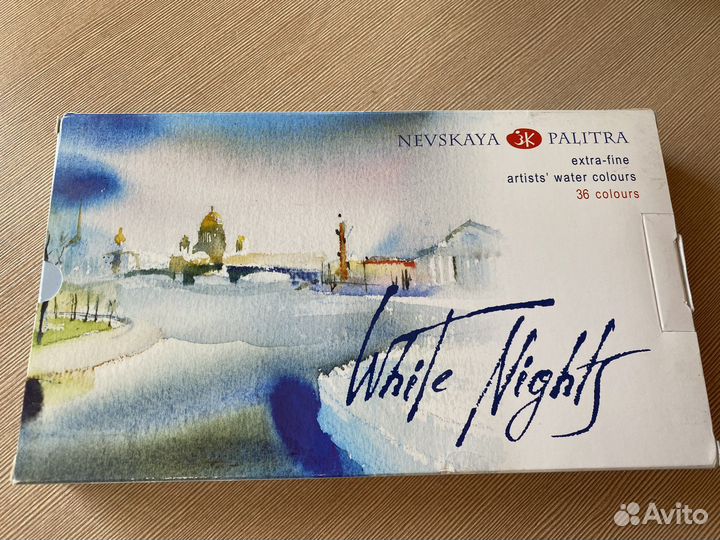 NEVSKAYA ЗК PALITRA
extra-fine
artists' water colours
36 colours
White Nights
Avito